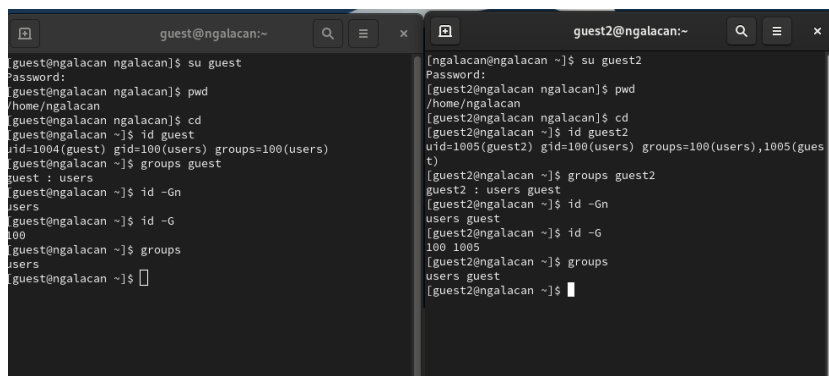 guest@ngalacan:~
[guest@ngalacan ngalacan]$ su guest
Password:
[guest@ngalacan ngalacan]$ pwd
/home/ngalacan
[guest@ngalacan ngalacan]$ cd
[guest@ngalacan ~]$ id guest
uid=1004(guest) gid=100(users) groups=100(users)
[guest@ngalacan ~]$ groups guest
guest : users
[guest@ngalacan ~]$ id -Gn
users
[guest@ngalacan ~]$ id -G
100
[guest@ngalacan ~]$ groups
users
[guest@ngalacan ~]$
guest2@ngalacan:~
[ngalacan@ngalacan ~]$ su guest2
Password:
[guest2@ngalacan ngalacan]$ pwd
/home/ngalacan
[guest2@ngalacan ngalacan]$ cd
[guest2@ngalacan ~]$ id guest2
uid=1005(guest2) gid=100(users) groups=100(users),1005(gues
t)
[guest2@ngalacan ~]$ groups guest2
guest2 : users guest
[guest2@ngalacan ~]$ id -Gn
users guest
[guest2@ngalacan ~]$ id -G
100 1005
[guest2@ngalacan ~]$ groups
users guest
[guest2@ngalacan ~]$